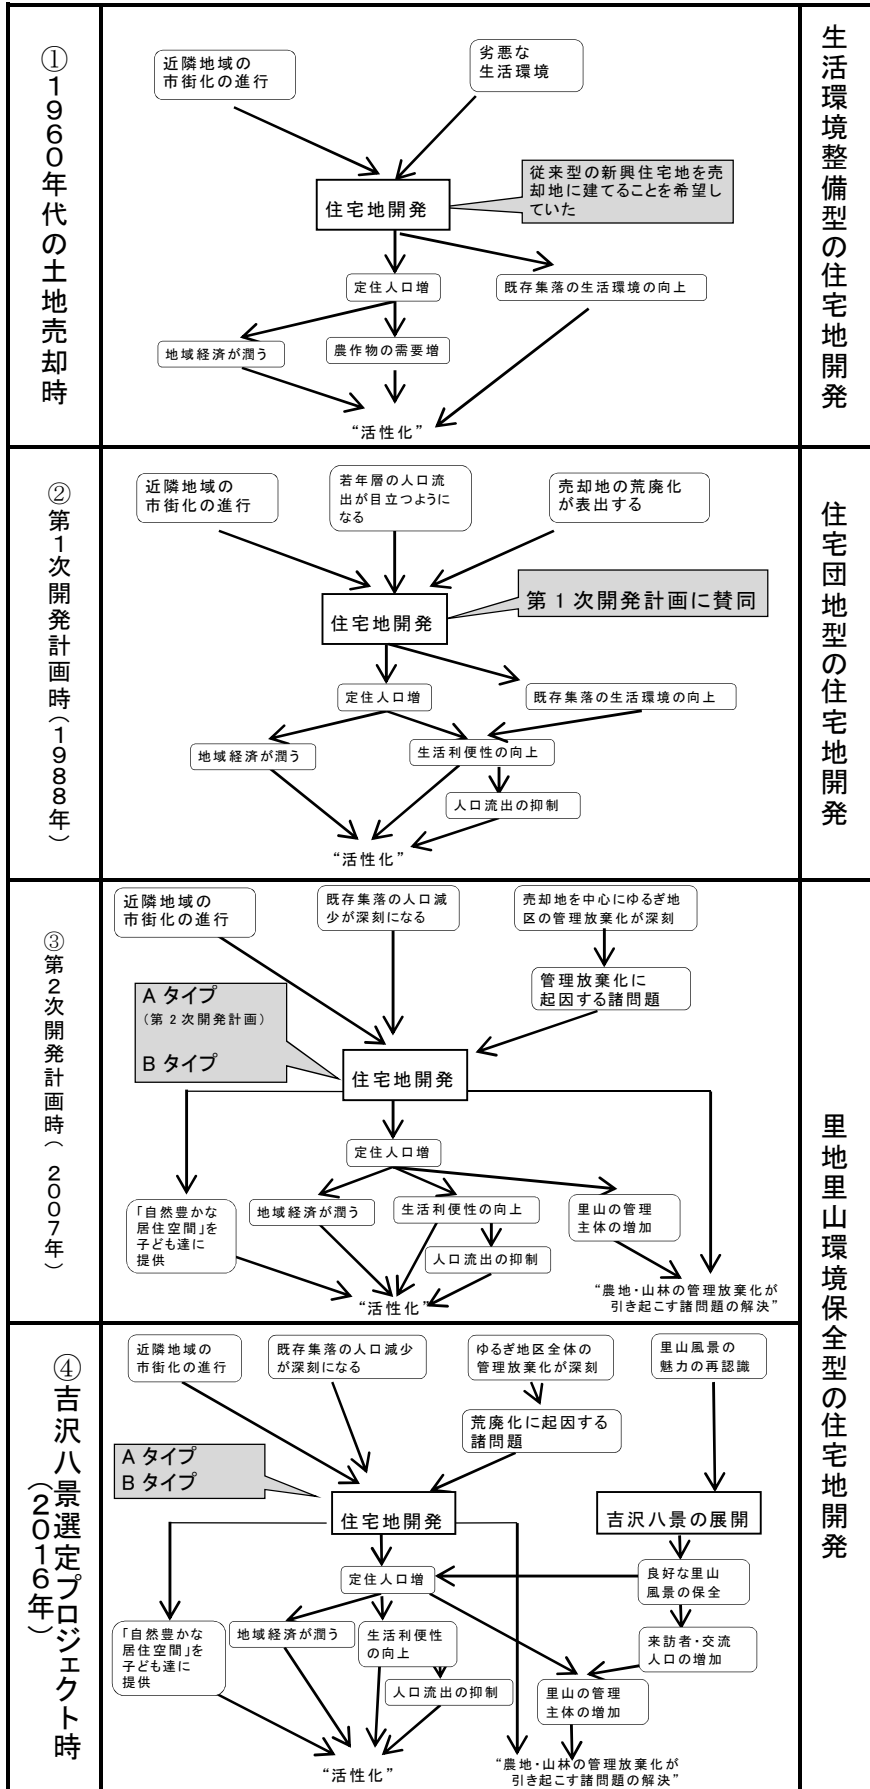 ①1960年代の土地売却時
近隣地域の
市街化の進行
劣悪な
生活環境
住宅地開発
従来型の新興住宅地を売
却地に建てることを希望し
ていた
定住人口増
既存集落の生活環境の向上
地域経済が潤う
農作物の需要増
“活性化”
生活環境整備型の住宅地開発
②第1次開発計画時(1988年)
近隣地域の
市街化の進行
若年層の人口流
出が目立つように
なる
売却地の荒廃化
が表出する
住宅地開発
第1次開発計画に賛同
定住人口増
既存集落の生活環境の向上
地域経済が潤う
生活利便性の向上
人口流出の抑制
“活性化”
住宅団地型の住宅地開発
③第2次開発計画時(2007年)
近隣地域の
市街化の進行
既存集落の人口減
少が深刻になる
売却地を中心にゆるぎ地
区の管理放棄化が深刻
管理放棄化に
起因する諸問題
Aタイプ
(第2次開発計画)
Bタイプ
住宅地開発
定住人口増
「自然豊かな
居住空間」を
子ども達に
提供
地域経済が潤う
生活利便性の向上
里山の管理
主体の増加
人口流出の抑制
“活性化”
“農地・山林の管理放棄化が
引き起こす諸問題の解決”
里地里山環境保全型の住宅地開発
④吉沢八景選定プロジェクト時
(2016年)
近隣地域の
市街化の進行
既存集落の人口減少
が深刻になる
ゆるぎ地区全体の
管理放棄化が深刻
里山風景の
魅力の再認識
荒廃化に起因する
諸問題
Aタイプ
Bタイプ
住宅地開発
吉沢八景の展開
定住人口増
良好な里山
風景の保全
「自然豊かな
居住空間」を
子ども達に
提供
地域経済が潤う
生活利便性
の向上
来訪者・交流
人口の増加
人口流出の抑制
里山の管理
主体の増加
“活性化”
“農地・山林の管理放棄化が
引き起こす諸問題の解決”